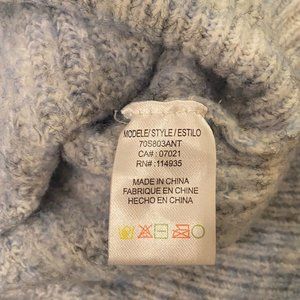 MODELE/STYLE/ESTILO
70S803ANT
CA# : 07021
RN# : 114935
MADE IN CHINA
FABRIQUE EN CHINE
HECHO EN CHINA